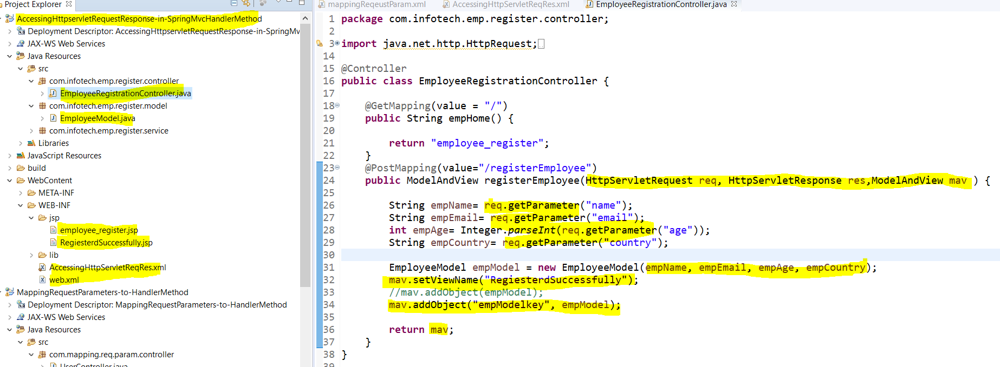 Project Explorer
AccessingHttpservletRequestResponse-in-SpringMvcHandlerMethod
Deployment Descriptor: AccessingHttpservletRequestResponse-in-SpringMv
JAX-WS Web Services
Java Resources
src
com.infotech.emp.register.controller
EmployeeRegistrationController.java
com.infotech.emp.register.model
EmployeeModel.java
com.infotech.emp.register.service
Libraries
JavaScript Resources
build
WebContent
META-INF
WEB-INF
jsp
employee_register.jsp
RegiesterdSuccessfully.jsp
lib
AccessingHttpServletReqRes.xml
web.xml
MappingRequestParameters-to-HandlerMethod
Deployment Descriptor: MappingRequestParameters-to-HandlerMethod
JAX-WS Web Services
Java Resources
src
com.mapping.req.param.controller
UserController.java
mappingReqeustParam.xml AccessingHttpServletReqRes.xml EmployeeRegistrationController.java
1 package com.infotech.emp.register.controller;
2
3 import java.net.http.HttpRequest;
14
15 @Controller
16 public class EmployeeRegistrationController {
17
18 @GetMapping(value = "/")
19 public String empHome() {
20
21 return "employee_register";
22 }
23 @PostMapping(value="/registerEmployee")
24 public ModelAndView registerEmployee(HttpServletRequest req, HttpServletResponse res,ModelAndView mav ) {
25
26 String empName= req.getParameter("name");
27 String empEmail= req.getParameter("email");
28 int empAge= Integer.parseInt(req.getParameter("age"));
29 String empCountry= req.getParameter("country");
30
31 EmployeeModel empModel = new EmployeeModel(empName, empEmail, empAge, empCountry);
32 mav.setViewName("RegiesterdSuccessfully");
33 //mav.addObject(empModel);
34 mav.addObject("empModelkey", empModel);
35
36 return mav;
37 }
38 }
39